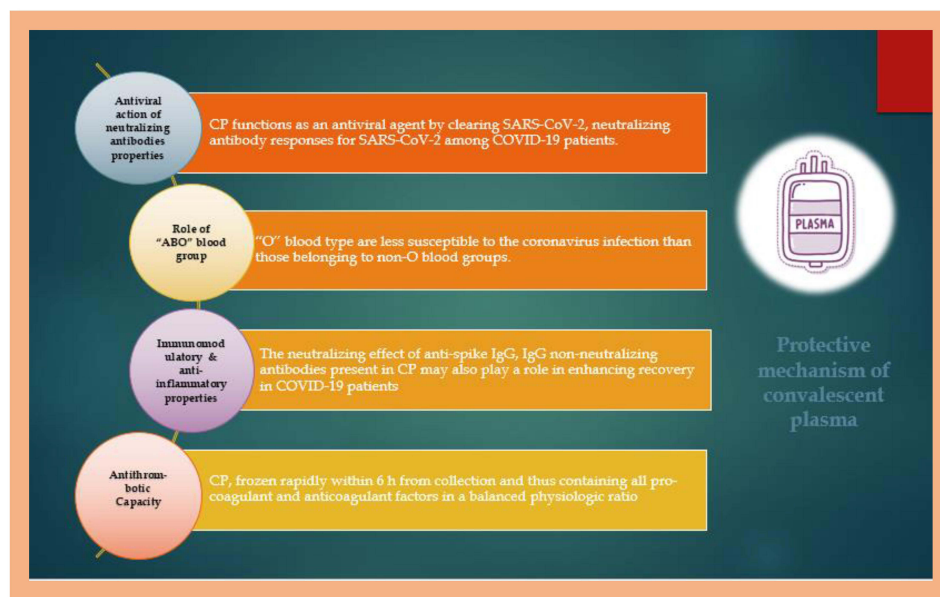 Antiviral
action of
neutralizing
antibodies
properties
CP functions as an antiviral agent by clearing SARS-CoV-2, neutralizing
antibody responses for SARS-CoV-2 among COVID-19 patients.
Role of
"ABO" blood
group
"O" blood type are less susceptible to the coronavirus infection than
those belonging to non-O blood groups.
Immunomod
ulatory &
anti-
inflammatory
properties
The neutralizing effect of anti-spike IgG, IgG non-neutralizing
antibodies present in CP may also play a role in enhancing recovery
in COVID-19 patients
Antithrom-
botic
Capacity
CP, frozen rapidly within 6 h from collection and thus containing all pro-
coagulant and anticoagulant factors in a balanced physiologic ratio
PLASMA
Protective
mechanism of
convalescent
plasma